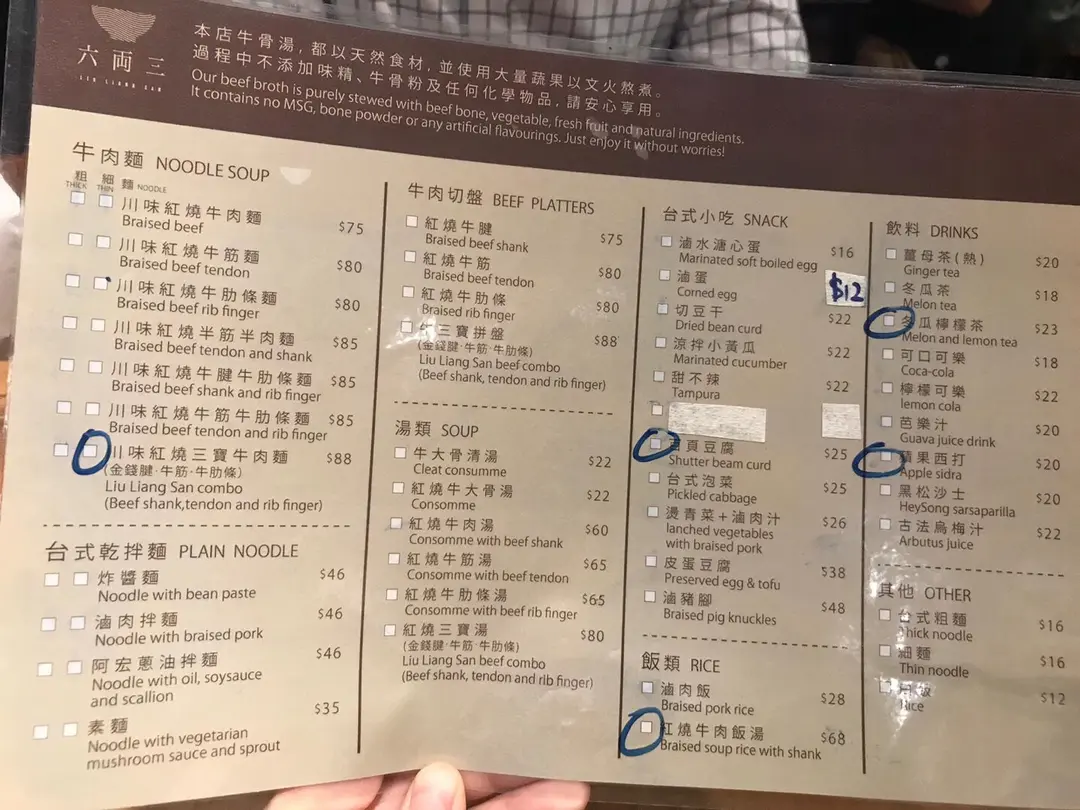 六両三
LIU LIANG SAN
本店牛骨湯，都以天然食材，並使用大量蔬果以文火熬煮。
過程中不添加味精、牛骨粉及任何化學物品，請安心享用。
Our beef broth is purely stewed with beef bone, vegetable, fresh fruit and natural ingredients.
It contains no MSG, bone powder or any artificial flavourings. Just enjoy it without worries!
牛肉麵 NOODLE SOUP
粗 細 麵 NOODLE
THICK THIN
川味紅燒牛肉麵 $75
Braised beef
川味紅燒牛筋麵 $80
Braised beef tendon
川味紅燒牛肋條麵 $80
Braised beef rib finger
川味紅燒半筋半肉麵 $85
Braised beef tendon and shank
川味紅燒牛腱牛肋條麵 $85
Braised beef shank and rib finger
川味紅燒牛筋牛肋條麵 $85
Braised beef tendon and rib finger
川味紅燒三寶牛肉麵 $88
(金錢腱·牛筋·牛肋條)
Liu Liang San combo
(Beef shank,tendon and rib finger)
台式乾拌麵 PLAIN NOODLE
炸醬麵 $46
Noodle with bean paste
滷肉拌麵 $46
Noodle with braised pork
阿宏蔥油拌麵 $46
Noodle with oil, soysauce
and scallion
素麵 $35
Noodle with vegetarian
mushroom sauce and sprout
牛肉切盤 BEEF PLATTERS
紅燒牛腱 $75
Braised beef shank
紅燒牛筋 $80
Braised beef tendon
紅燒牛肋條 $80
Braised rib finger
牛三寶拼盤 $88
(金錢腱·牛筋·牛肋條)
Liu Liang San beef combo
(Beef shank, tendon and rib finger)
湯類 SOUP
牛大骨清湯 $22
Cleat consumme
紅燒牛大骨湯 $22
Consomme
紅燒牛肉湯 $60
Consomme with beef shank
紅燒牛筋湯 $65
Consomme with beef tendon
紅燒牛肋條湯 $65
Consomme with beef rib finger
紅燒三寶湯 $80
(金錢腱·牛筋·牛肋條)
Liu Liang San beef combo
(Beef shank, tendon and rib finger)
台式小吃 SNACK
滷水溏心蛋 $16
Marinated soft boiled egg
滷蛋 $12
Corned egg
切豆干 $22
Dried bean curd
涼拌小黃瓜 $22
Marinated cucumber
甜不辣 $22
Tampura
百頁豆腐 $25
Shutter beam curd
台式泡菜 $25
Pickled cabbage
燙青菜+滷肉汁 $26
lanched vegetables
with braised pork
皮蛋豆腐 $38
Preserved egg & tofu
滷豬腳 $48
Braised pig knuckles
飯類 RICE
滷肉飯 $28
Braised pork rice
紅燒牛肉飯湯 $68
Braised soup rice with shank
飲料 DRINKS
薑母茶(熱) $20
Ginger tea
冬瓜茶 $18
Melon tea
冬瓜檸檬茶 $23
Melon and lemon tea
可口可樂 $18
Coca-cola
檸檬可樂 $22
lemon cola
芭樂汁 $20
Guava juice drink
蘋果西打 $20
Apple sidra
黑松沙士 $20
HeySong sarsaparilla
古法烏梅汁 $22
Arbutus juice
其他 OTHER
台式粗麵 $16
Thick noodle
細麵 $16
Thin noodle
白飯 $12
Rice